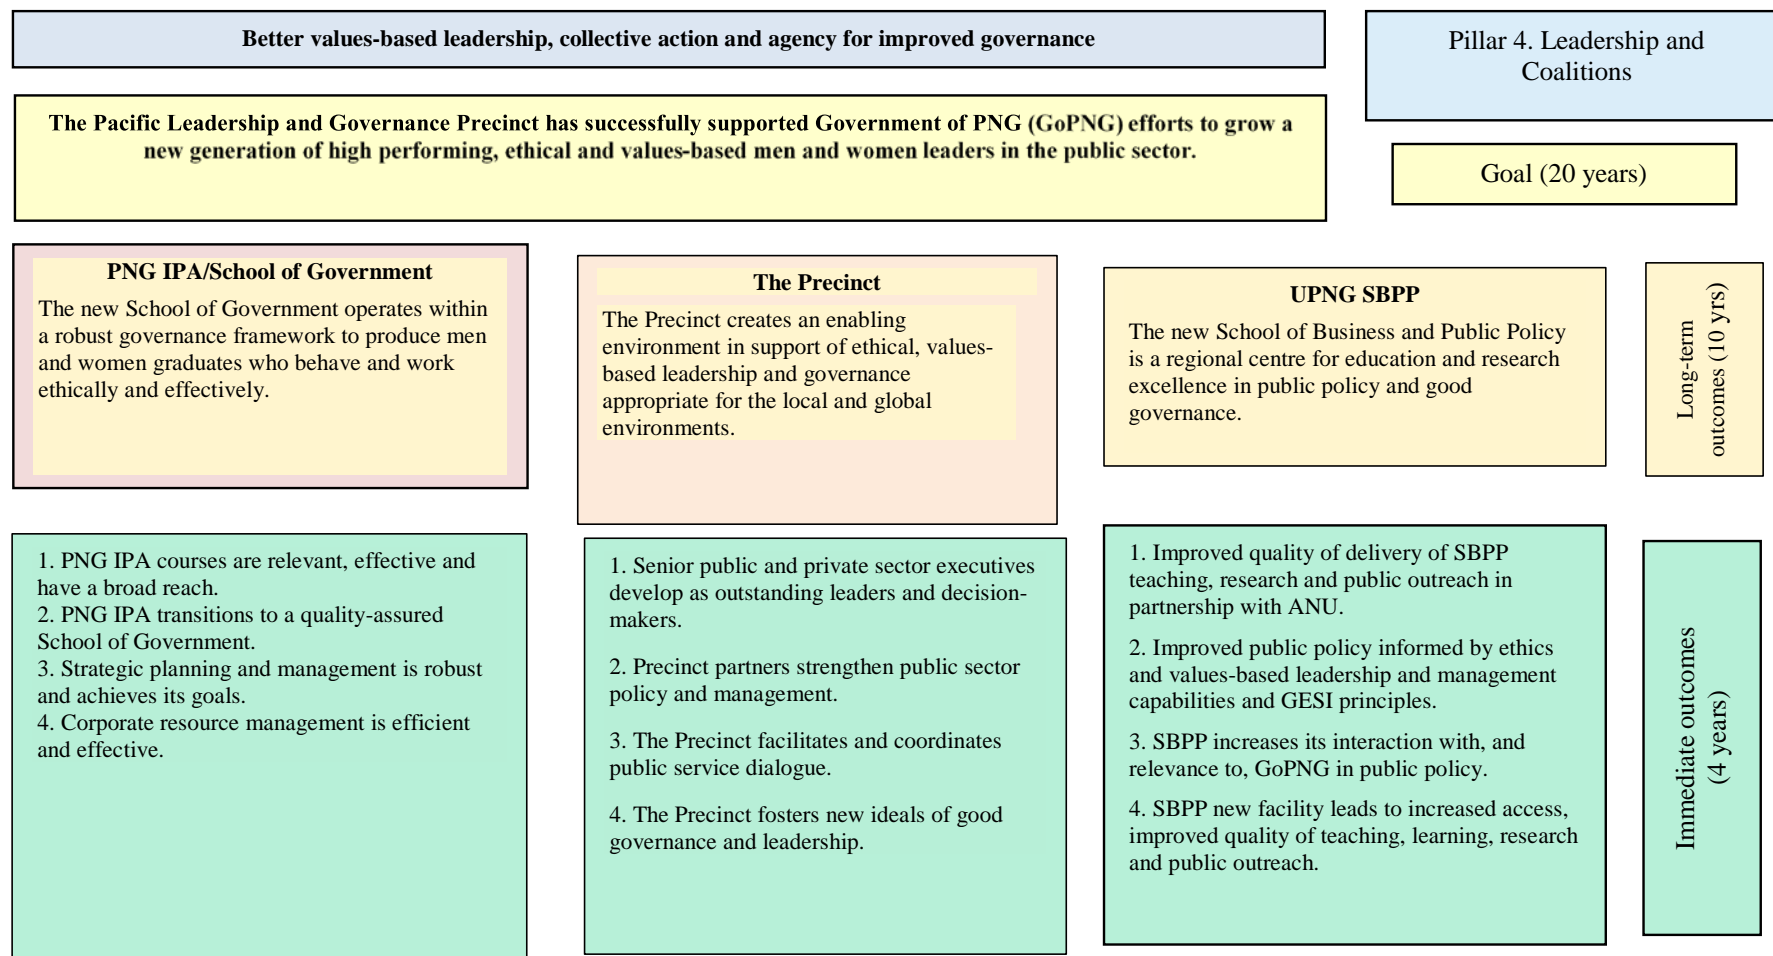 Better values-based leadership, collective action and agency for improved governance
Pillar 4. Leadership and
Coalitions
The Pacific Leadership and Governance Precinct has successfully supported Government of PNG (GoPNG) efforts to grow a
new generation of high performing, ethical and values-based men and women leaders in the public sector.
Goal (20 years)
PNG IPA/School of Government
The new School of Government operates within
a robust governance framework to produce men
and women graduates who behave and work
ethically and effectively.
The Precinct
The Precinct creates an enabling
environment in support of ethical, values-
based leadership and governance
appropriate for the local and global
environments.
UPNG SBPP
The new School of Business and Public Policy
is a regional centre for education and research
excellence in public policy and good
governance.
Long-term
outcomes (10 yrs)
1. PNG IPA courses are relevant, effective and
have a broad reach.
2. PNG IPA transitions to a quality-assured
School of Government.
3. Strategic planning and management is robust
and achieves its goals.
4. Corporate resource management is efficient
and effective.
1. Senior public and private sector executives
develop as outstanding leaders and decision-
makers.
2. Precinct partners strengthen public sector
policy and management.
3. The Precinct facilitates and coordinates
public service dialogue.
4. The Precinct fosters new ideals of good
governance and leadership.
1. Improved quality of delivery of SBPP
teaching, research and public outreach in
partnership with ANU.
2. Improved public policy informed by ethics
and values-based leadership and management
capabilities and GESI principles.
3. SBPP increases its interaction with, and
relevance to, GoPNG in public policy.
4. SBPP new facility leads to increased access,
improved quality of teaching, learning, research
and public outreach.
Immediate outcomes
(4 years)